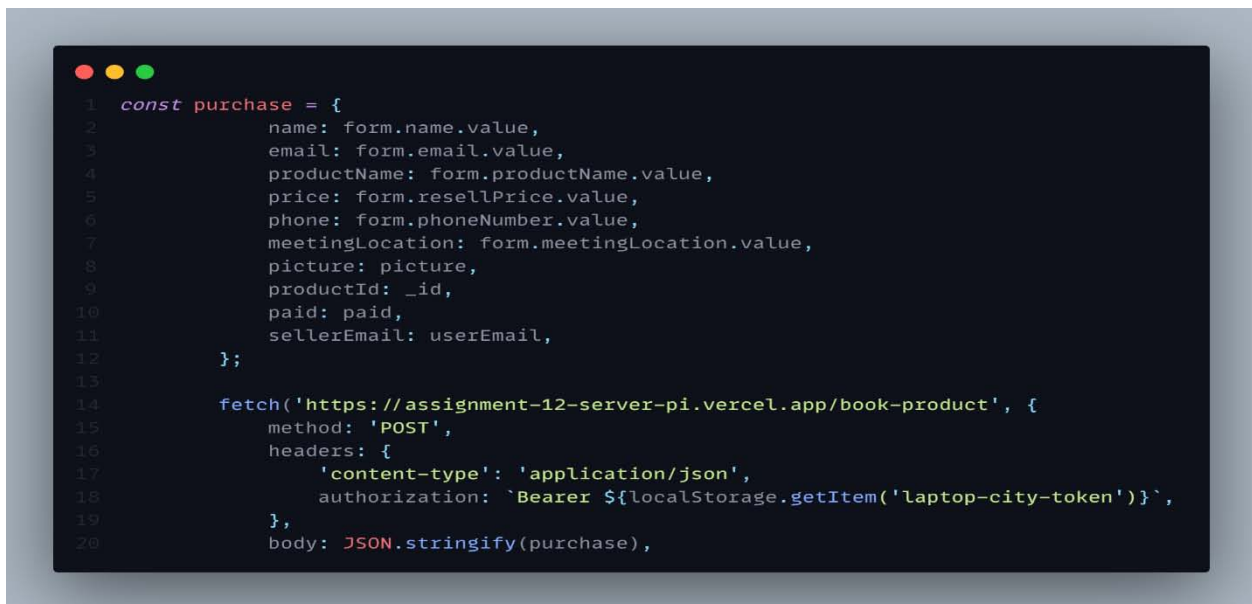 1 const purchase = {
2 name: form.name.value,
3 email: form.email.value,
4 productName: form.productName.value,
5 price: form.resellPrice.value,
6 phone: form.phoneNumber.value,
7 meetingLocation: form.meetingLocation.value,
8 picture: picture,
9 productId: _id,
10 paid: paid,
11 sellerEmail: userEmail,
12 };
13
14 fetch('https://assignment-12-server-pi.vercel.app/book-product', {
15 method: 'POST',
16 headers: {
17 'content-type': 'application/json',
18 authorization: `Bearer ${localStorage.getItem('laptop-city-token')}`,
19 },
20 body: JSON.stringify(purchase),